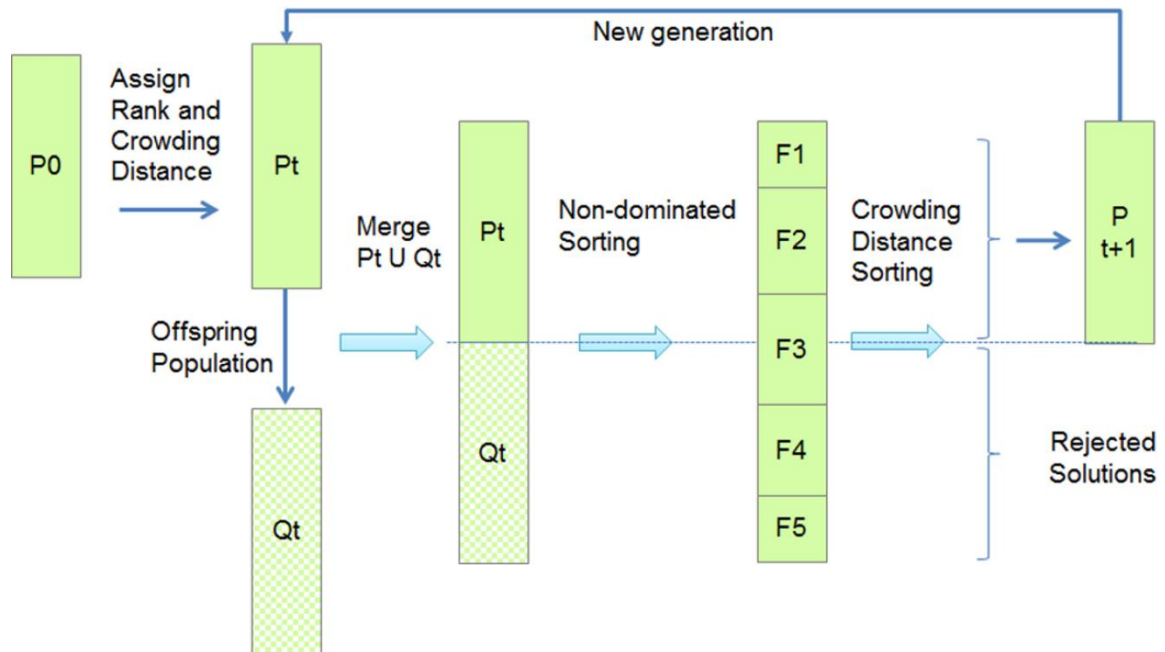 New generation
P0
Assign
Rank and
Crowding
Distance
Pt
Offspring
Population
Qt
Merge
Pt U Qt
Pt
Qt
Non-dominated
Sorting
F1
F2
F3
F4
F5
Crowding
Distance
Sorting
P
t+1
Rejected
Solutions